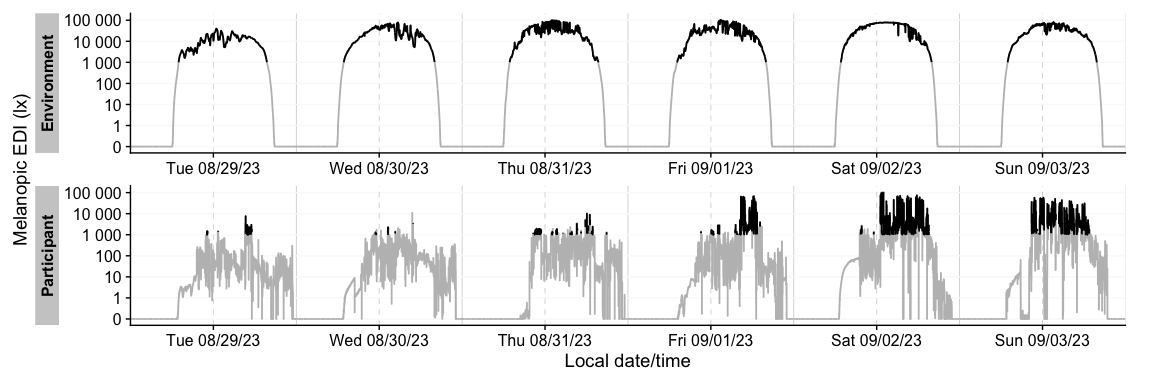 Melanopic EDI (lx)
Environment
100 000
10 000
1 000
100
10
1
0
Tue 08/29/23 Wed 08/30/23 Thu 08/31/23 Fri 09/01/23 Sat 09/02/23 Sun 09/03/23
Participant
100 000
10 000
1 000
100
10
1
0
Tue 08/29/23 Wed 08/30/23 Thu 08/31/23 Fri 09/01/23 Sat 09/02/23 Sun 09/03/23
Local date/time